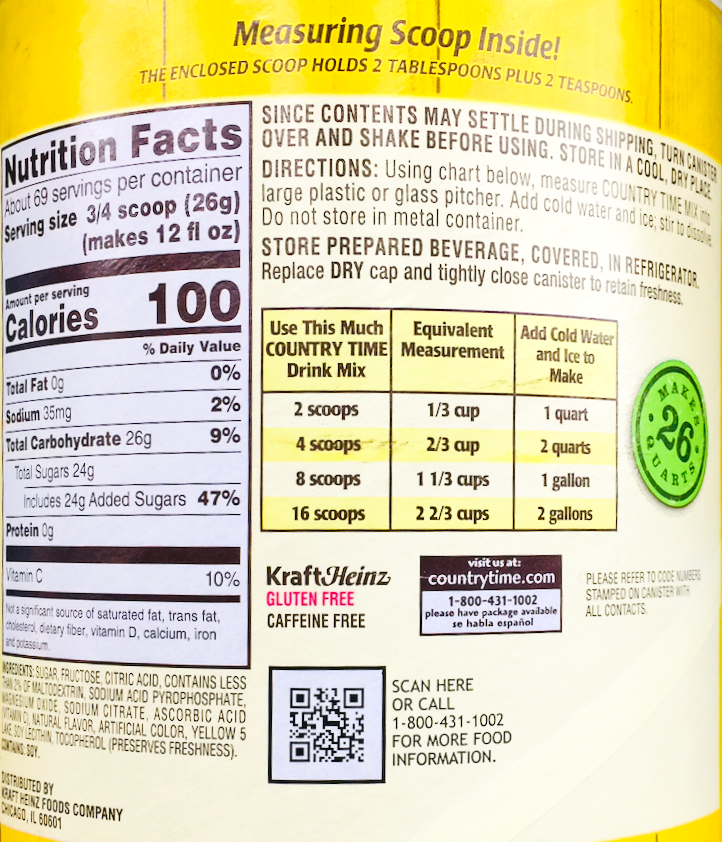 Measuring Scoop Inside!
THE ENCLOSED SCOOP HOLDS 2 TABLESPOONS PLUS 2 TEASPOONS.
Nutrition Facts
About 69 servings per container
Serving size 3/4 scoop (26g)
(makes 12 fl oz)
Amount per serving
Calories 100
% Daily Value
Total Fat 0g 0%
Sodium 35mg 2%
Total Carbohydrate 26g 9%
Total Sugars 24g
Includes 24g Added Sugars 47%
Protein 0g
Vitamin C 10%
Not a significant source of saturated fat, trans fat,
cholesterol, dietary fiber, vitamin D, calcium, iron
and potassium.
INGREDIENTS: SUGAR, FRUCTOSE, CITRIC ACID, CONTAINS LESS
THAN 2% OF MALTODEXTRIN, SODIUM ACID PYROPHOSPHATE,
MAGNESIUM OXIDE, SODIUM CITRATE, ASCORBIC ACID
(VITAMIN C), NATURAL FLAVOR, ARTIFICIAL COLOR, YELLOW 5
LAKE, SOY LECITHIN, TOCOPHEROL (PRESERVES FRESHNESS).
CONTAINS: SOY.
DISTRIBUTED BY
KRAFT HEINZ FOODS COMPANY
CHICAGO, IL 60601
SINCE CONTENTS MAY SETTLE DURING SHIPPING, TURN CANISTER
OVER AND SHAKE BEFORE USING. STORE IN A COOL, DRY PLACE.
DIRECTIONS: Using chart below, measure COUNTRY TIME MIX into
large plastic or glass pitcher. Add cold water and ice; stir to dissolve.
Do not store in metal container.
STORE PREPARED BEVERAGE, COVERED, IN REFRIGERATOR.
Replace DRY cap and tightly close canister to retain freshness.
Use This Much Equivalent Add Cold Water
COUNTRY TIME Measurement and Ice to
Drink Mix Make
2 scoops 1/3 cup 1 quart
4 scoops 2/3 cup 2 quarts
8 scoops 1 1/3 cups 1 gallon
16 scoops 2 2/3 cups 2 gallons
MAKES
26
QUARTS
KraftHeinz
GLUTEN FREE
CAFFEINE FREE
visit us at:
countrytime.com
1-800-431-1002
please have package available
se habla español
PLEASE REFER TO CODE NUMBERS
STAMPED ON CANISTER WITH
ALL CONTACTS.
SCAN HERE
OR CALL
1-800-431-1002
FOR MORE FOOD
INFORMATION.